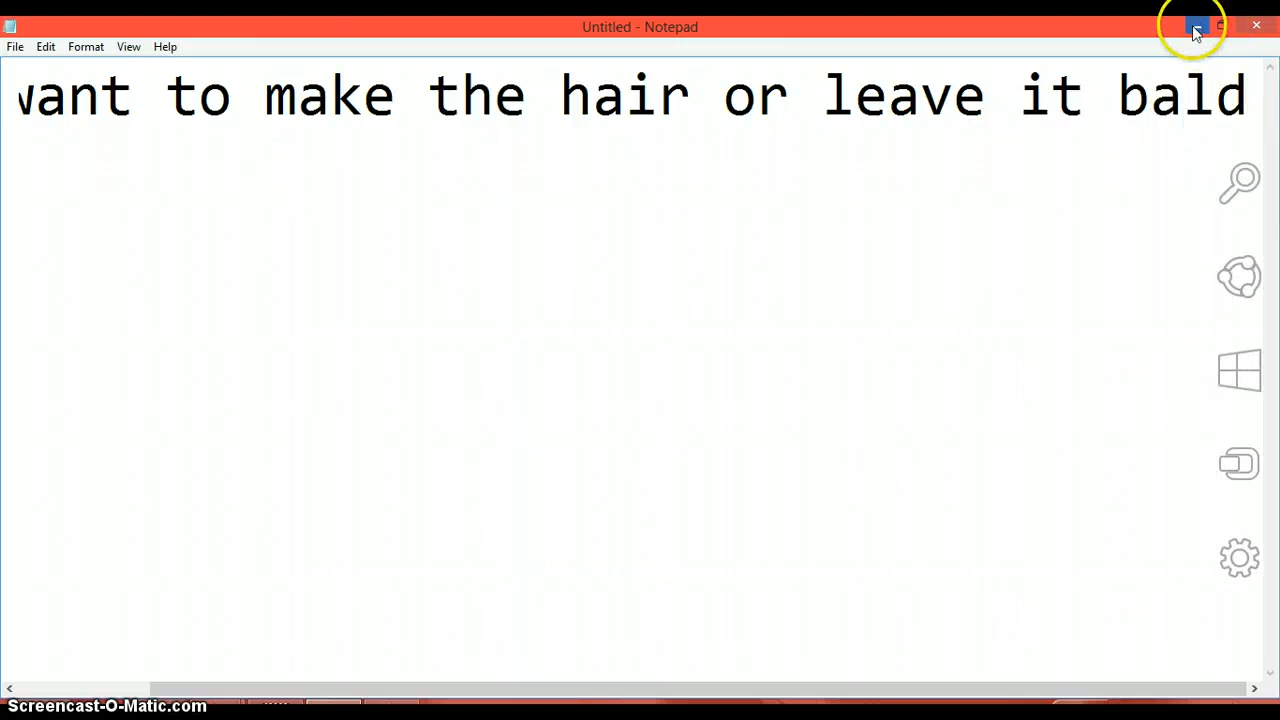 Untitled - Notepad
File Edit Format View Help
want to make the hair or leave it bald
Screencast-O-Matic.com